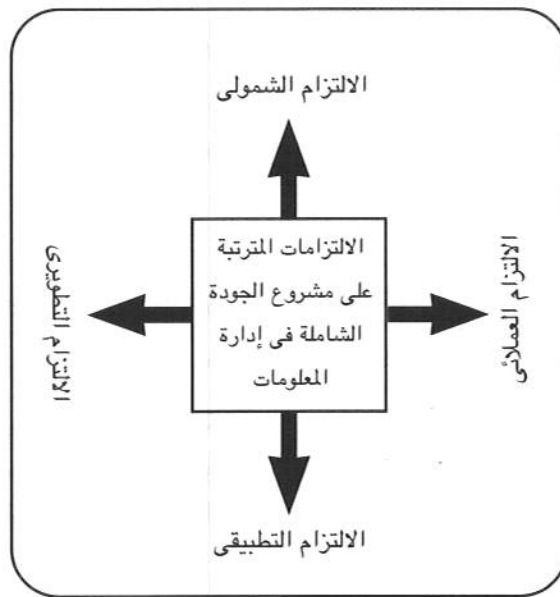 الالتزام الشمولى
الالتزامات المترتبة
على مشروع الجودة
الشاملة فى إدارة
المعلومات
الالتزام العملائى
الالتزام التطويرى
الالتزام التطبيقى